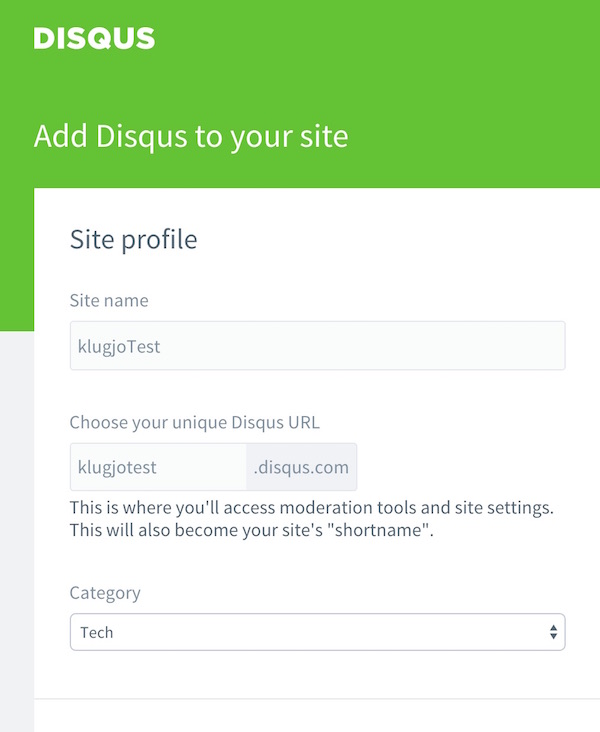 DISQUS
Add Disqus to your site
Site profile
Site name
klugjoTest
Choose your unique Disqus URL
klugjotest .disqus.com
This is where you'll access moderation tools and site settings.
This will also become your site's "shortname".
Category
Tech